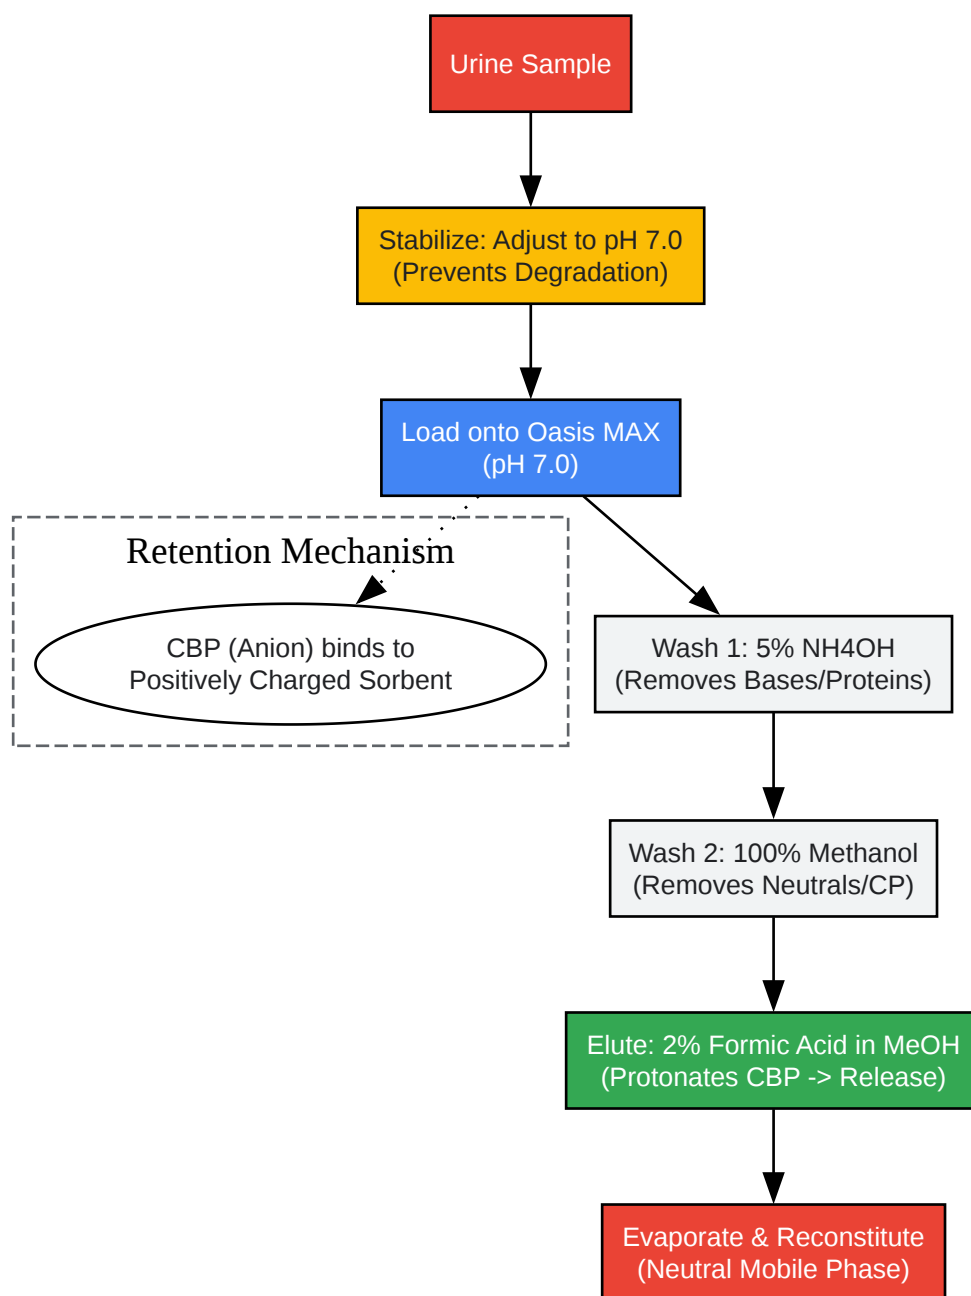 Urine Sample
Stabilize: Adjust to pH 7.0
(Prevents Degradation)
Load onto Oasis MAX
(pH 7.0)
Retention Mechanism
CBP (Anion) binds to
Positively Charged Sorbent
Wash 1: 5% NH4OH
(Removes Bases/Proteins)
Wash 2: 100% Methanol
(Removes Neutrals/CP)
Elute: 2% Formic Acid in MeOH
(Protonates CBP -> Release)
Evaporate & Reconstitute
(Neutral Mobile Phase)